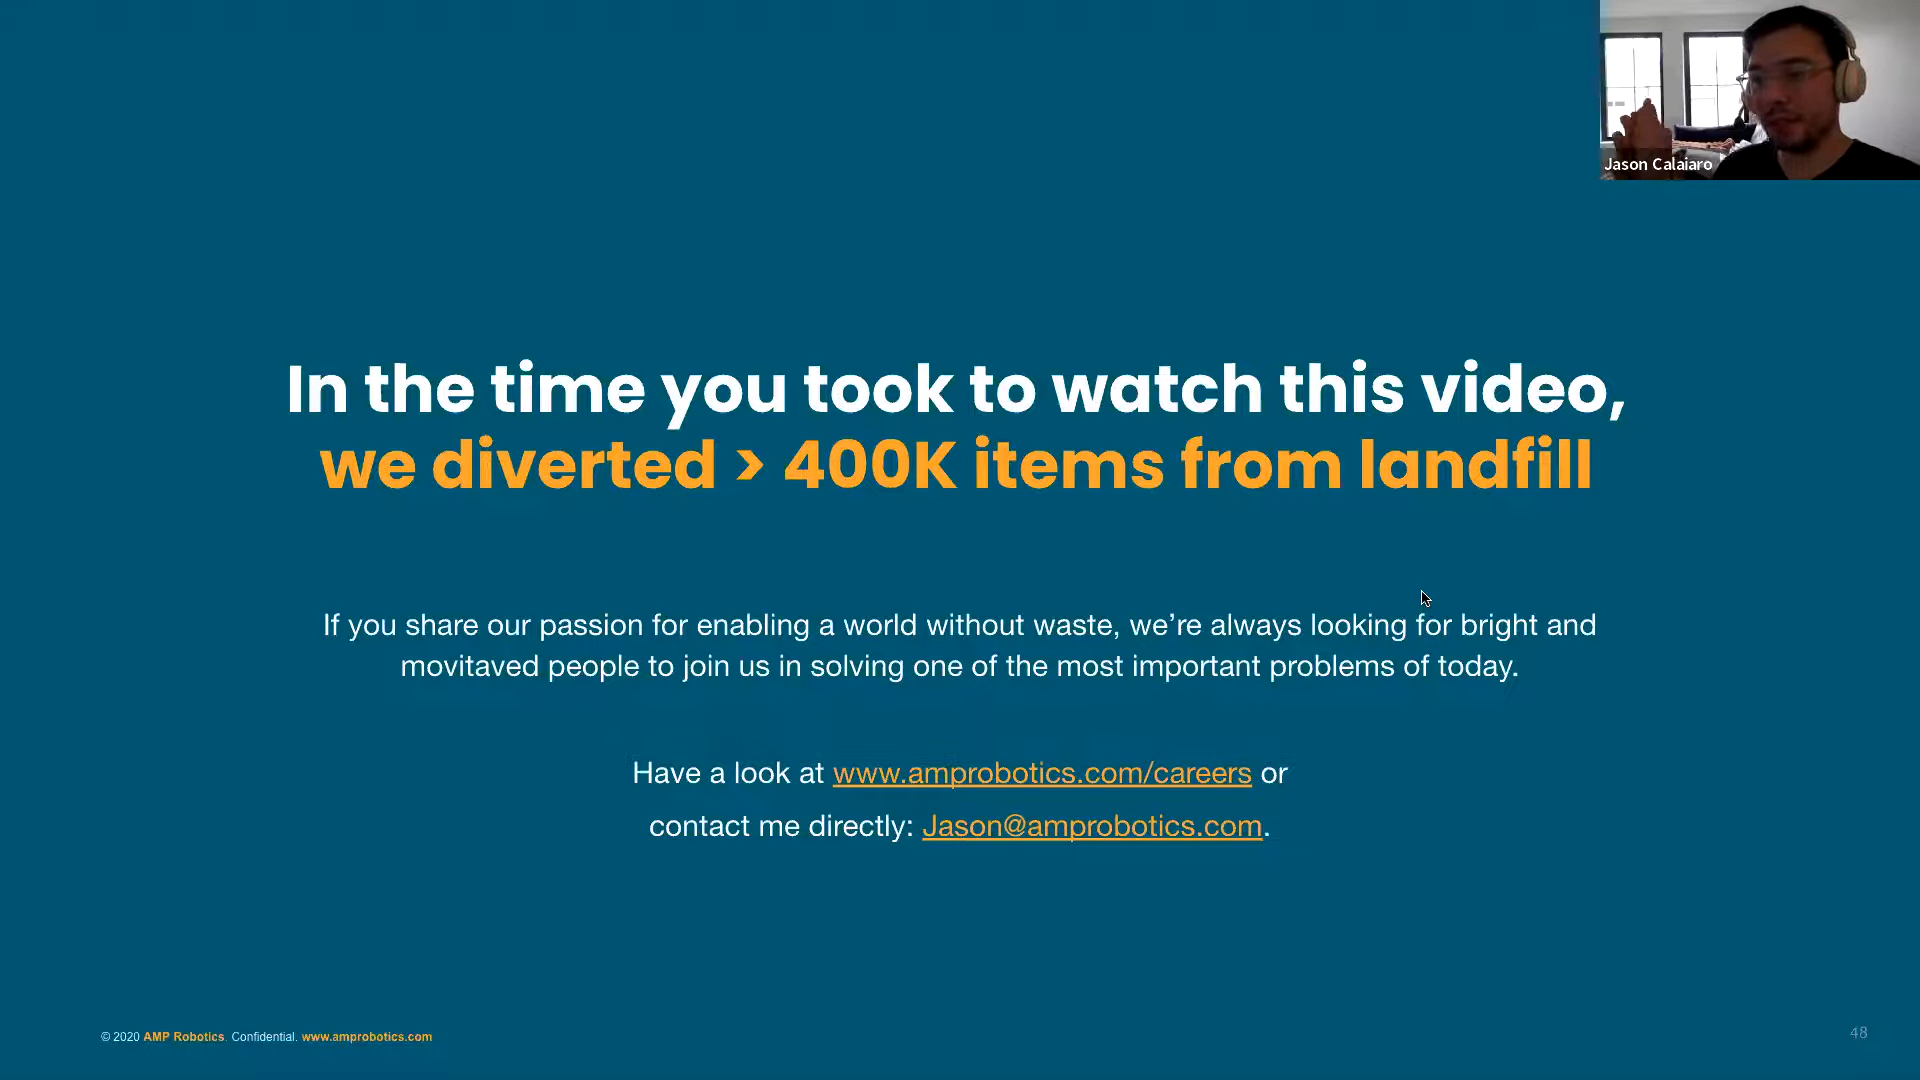 Jason Calaiaro
In the time you took to watch this video,
we diverted > 400K items from landfill
If you share our passion for enabling a world without waste, we’re always looking for bright and
movitaved people to join us in solving one of the most important problems of today.
Have a look at www.amprobotics.com/careers or
contact me directly: Jason@amprobotics.com.
© 2020 AMP Robotics. Confidential. www.amprobotics.com
48